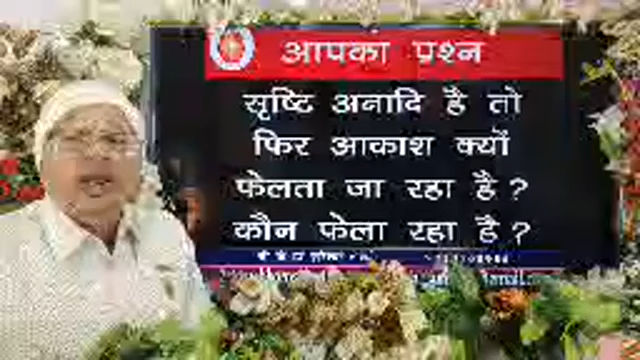 आपका प्रश्न
सृष्टि अनादि है तो
फिर आकाश क्यों
फेलता जा रहा है ?
कौन फेला रहा है ?